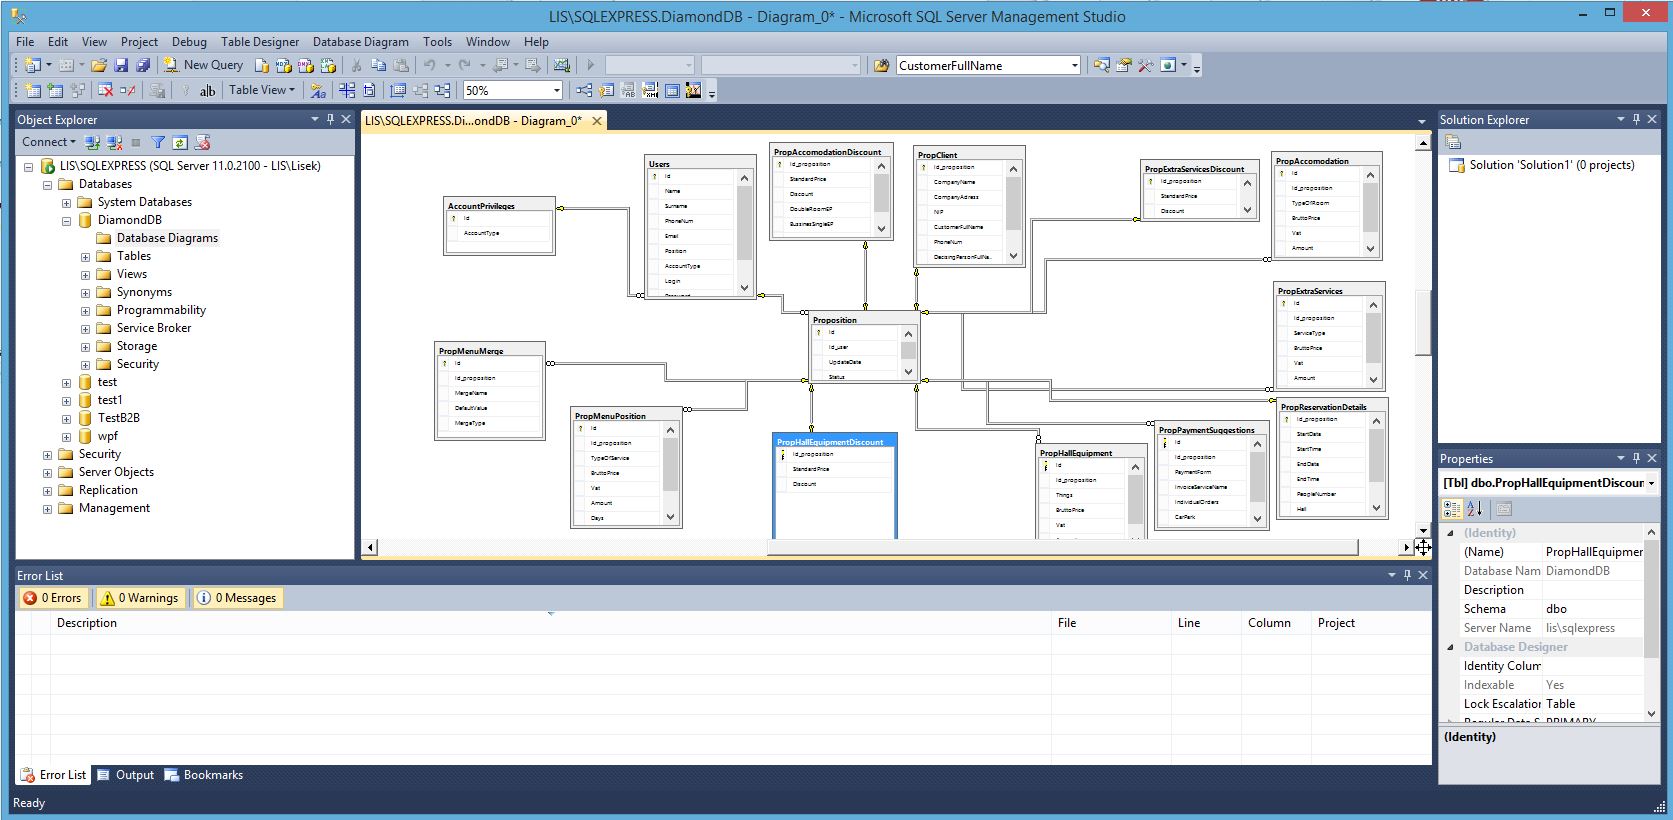 LIS\SQLEXPRESS.DiamondDB - Diagram_0* - Microsoft SQL Server Management Studio
File Edit View Project Debug Table Designer Database Diagram Tools Window Help
New Query
CustomerFullName
Table View
50%
Object Explorer
Connect
LIS\SQLEXPRESS (SQL Server 11.0.2100 - LIS\Lisek)
Databases
System Databases
DiamondDB
Database Diagrams
Tables
Views
Synonyms
Programmability
Service Broker
Storage
Security
test
test1
TestB2B
wpf
Security
Server Objects
Replication
Management
LIS\SQLEXPRESS.Di...ondDB - Diagram_0*
AccountPrivileges
Id
AccountType
Users
Id
Name
Surname
PhoneNum
Email
Position
AccountType
Login
PropAccomodationDiscount
Id_proposition
StandardPrice
Discount
DoubleRoomEP
BussinesSingleEP
PropClient
Id_proposition
CompanyName
CompanyAdress
NIP
CustomerFullName
PhoneNum
DecisingPersonFullNa...
PropExtraServicesDiscount
Id_proposition
StandardPrice
Discount
PropAccomodation
Id
Id_proposition
TypeOfRoom
BruttoPrice
Vat
Amount
PropExtraServices
Id
Id_proposition
ServiceType
BruttoPrice
Vat
Amount
Proposition
Id
Id_user
UpdateDate
Status
PropMenuMerge
Id
Id_proposition
MergeName
DefaultValue
MergeType
PropMenuPosition
Id
Id_proposition
TypeOfService
BruttoPrice
Vat
Amount
Days
PropHallEquipmentDiscount
Id_proposition
StandardPrice
Discount
PropHallEquipment
Id
Id_proposition
Things
BruttoPrice
Vat
PropPaymentSuggestions
Id
Id_proposition
PaymentForm
InvoiceServiceName
IndividualOrders
CarPark
PropReservationDetails
Id_proposition
StartData
StartTime
EndData
EndTime
PeopleNumber
Hall
Solution Explorer
Solution 'Solution1' (0 projects)
Properties
[Tbl] dbo.PropHallEquipmentDiscour
(Identity)
(Name) PropHallEquipmer
Database Nam DiamondDB
Description
Schema dbo
Server Name lis\sqlexpress
Database Designer
Identity Colum
Indexable Yes
Lock Escalation Table
Regular Data S PRIMARY
(Identity)
Error List
0 Errors 0 Warnings 0 Messages
Description File Line Column Project
Error List Output Bookmarks
Ready